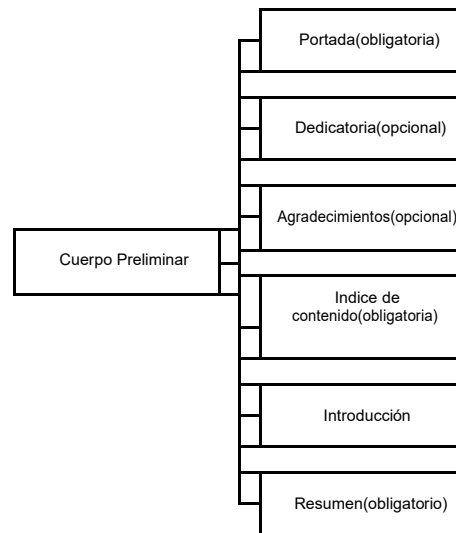 Portada(obligatoria)
Dedicatoria(opcional)
Agradecimientos(opcional)
Cuerpo Preliminar
Indice de
contenido(obligatoria)
Introducción
Resumen(obligatorio)